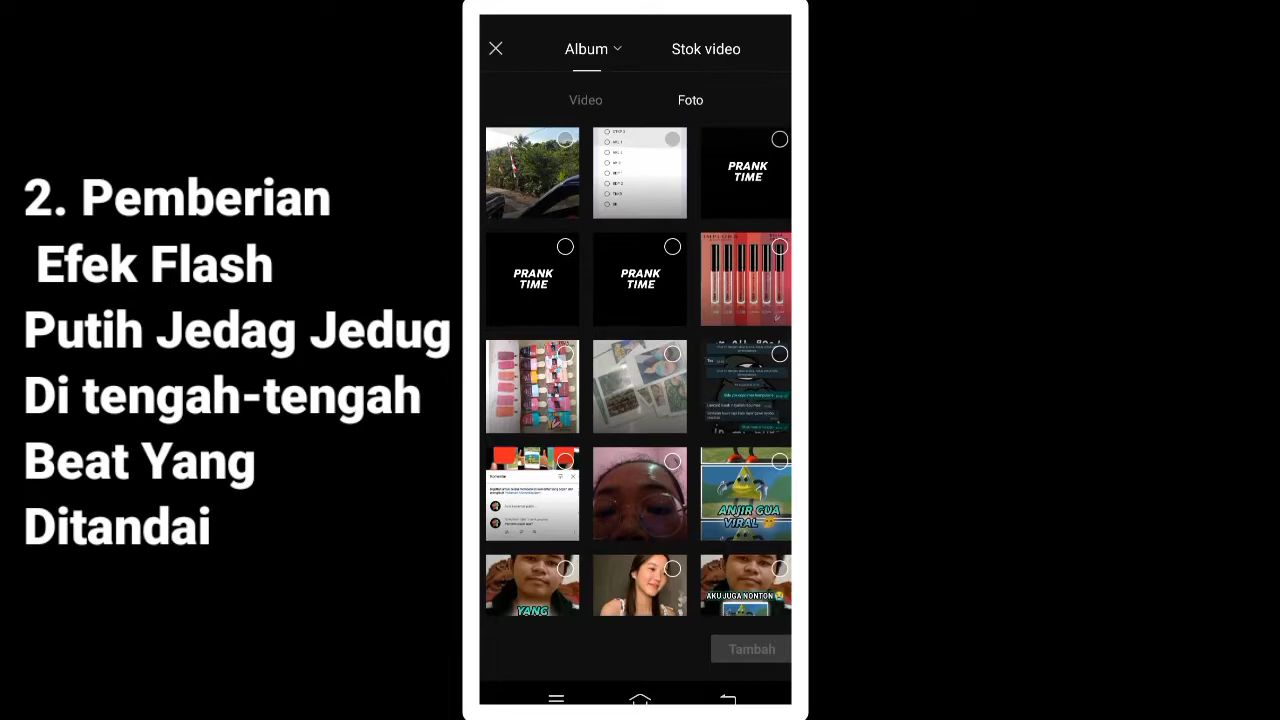 2. Pemberian
Efek Flash
Putih Jedag Jedug
Di tengah-tengah
Beat Yang
Ditandai
Album
Stok video
Video
Foto
PRANK
TIME
PRANK
TIME
PRANK
TIME
IMPLORA
ANJIR GUA
VIRAL
YANG
AKU JUGA NONTON
Tambah